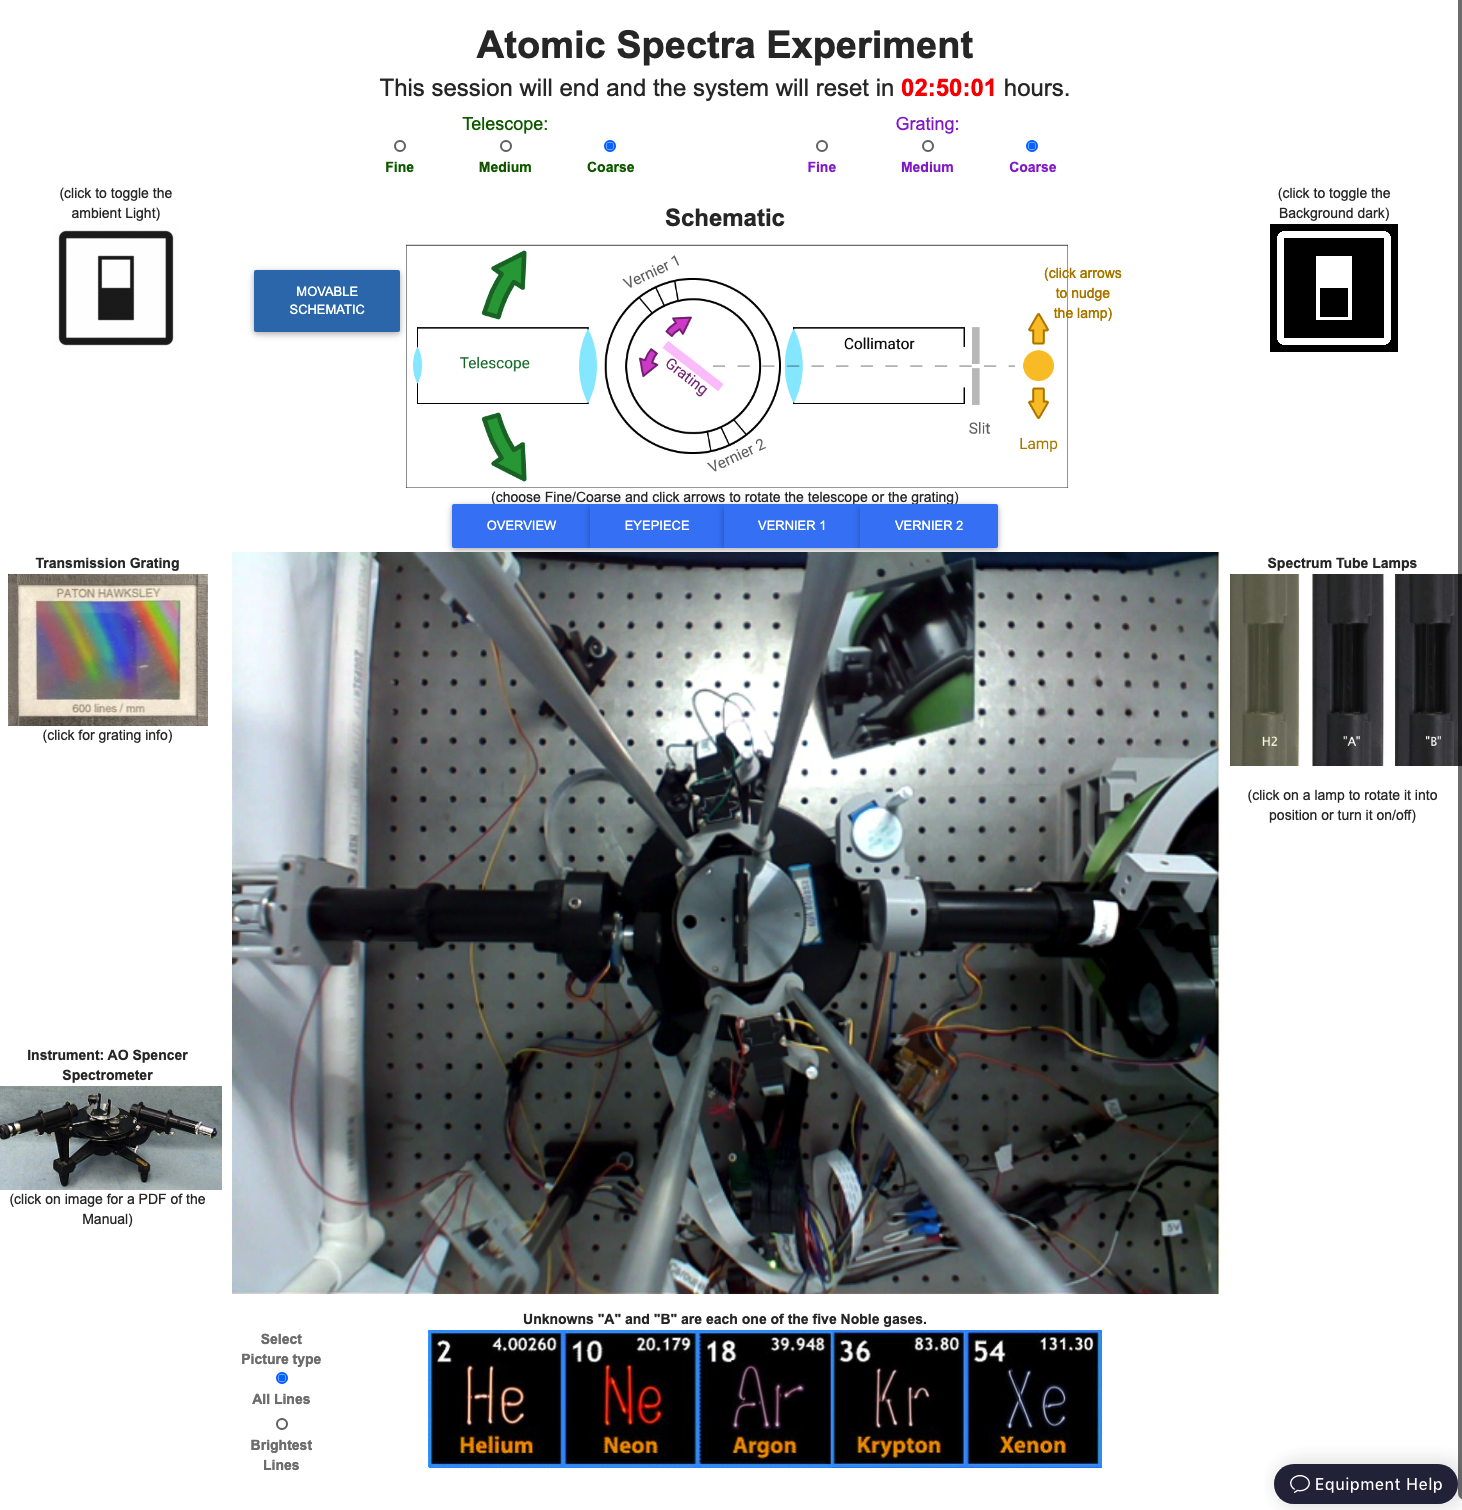 Atomic Spectra Experiment
This session will end and the system will reset in 02:50:01 hours.
Telescope:
Fine
Medium
Coarse
Grating:
Fine
Medium
Coarse
(click to toggle the
ambient Light)
(click to toggle the
Background dark)
Schematic
MOVABLE
SCHEMATIC
Vernier 1
Telescope
Grating
Vernier 2
Collimator
Slit
(click arrows
to nudge
the lamp)
Lamp
(choose Fine/Coarse and click arrows to rotate the telescope or the grating)
OVERVIEW
EYEPIECE
VERNIER 1
VERNIER 2
Transmission Grating
PATON HAWKSLEY
600 lines / mm
(click for grating info)
Spectrum Tube Lamps
H2
"A"
"B"
(click on a lamp to rotate it into
position or turn it on/off)
Instrument: AO Spencer
Spectrometer
(click on image for a PDF of the
Manual)
5V
Unknowns "A" and "B" are each one of the five Noble gases.
Select
Picture type
All Lines
Brightest
Lines
2 4.00260
He
Helium
10 20.179
Ne
Neon
18 39.948
Ar
Argon
36 83.80
Kr
Krypton
54 131.30
Xe
Xenon
Equipment Help